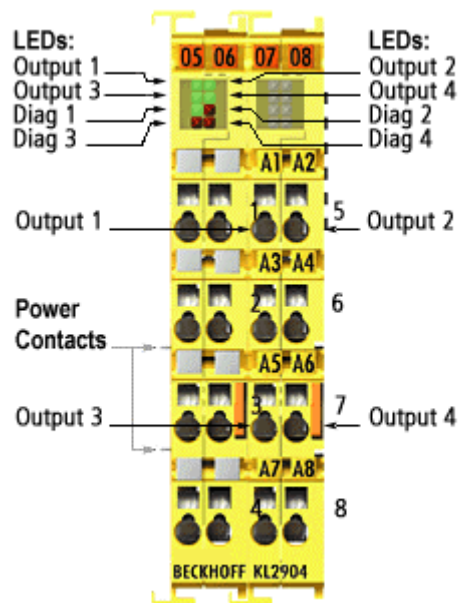 LEDs: LEDs:
05 06 07 08
Output 1 Output 2
Output 3 Output 4
Diag 1 Diag 2
Diag 3 Diag 4
A1 A2
Output 1 1 5 Output 2
A3 A4
Power 2 6
Contacts
A5 A6
Output 3 3 7 Output 4
A7 A8
4 8
BECKHOFF KL2904